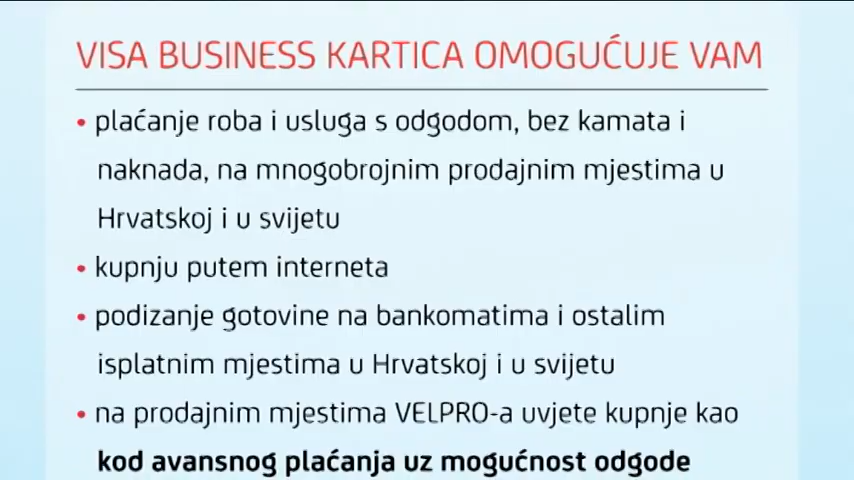 VISA BUSINESS KARTICA OMOGUĆUJE VAM
• plaćanje roba i usluga s odgodom, bez kamata i
naknada, na mnogobrojnim prodajnim mjestima u
Hrvatskoj i u svijetu
• kupnju putem interneta
• podizanje gotovine na bankomatima i ostalim
isplatnim mjestima u Hrvatskoj i u svijetu
• na prodajnim mjestima VELPRO-a uvjete kupnje kao
kod avansnog plaćanja uz mogućnost odgode